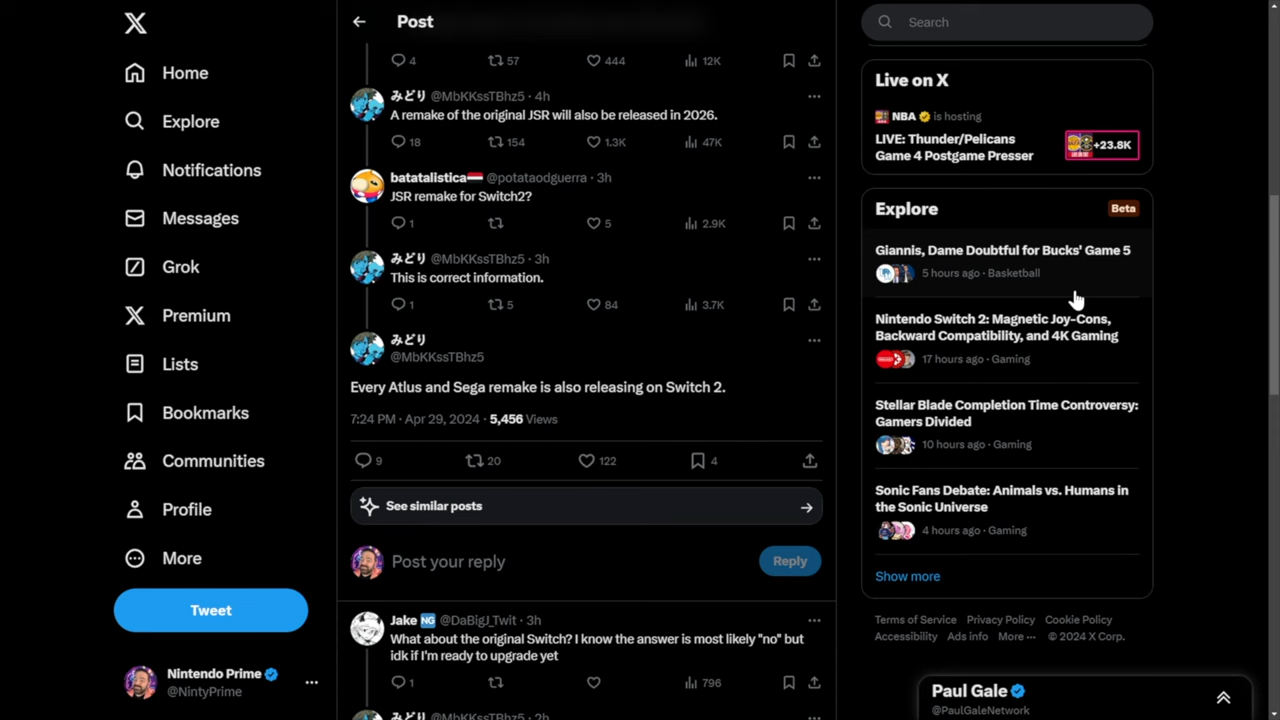 Home
Explore
Notifications
Messages
Grok
Premium
Lists
Bookmarks
Communities
Profile
More
Tweet
Nintendo Prime
@NintyPrime
Post
4 57 444 12K
みどり @MbKKssTBhz5 · 4h
A remake of the original JSR will also be released in 2026.
18 154 1.3K 47K
batatalistica @potataodguerra · 3h
JSR remake for Switch2?
1 5 2.9K
みどり @MbKKssTBhz5 · 3h
This is correct information.
1 5 84 3.7K
みどり
@MbKKssTBhz5
Every Atlus and Sega remake is also releasing on Switch 2.
7:24 PM · Apr 29, 2024 · 5,456 Views
9 20 122 4
See similar posts
Post your reply
Reply
Jake NG @DaBigJ_Twit · 3h
What about the original Switch? I know the answer is most likely "no" but
idk if I'm ready to upgrade yet
1 796
みどり @MbKKssTBhz5 · 2h
Search
Live on X
NBA is hosting
LIVE: Thunder/Pelicans
Game 4 Postgame Presser
+23.8K
Explore
Beta
Giannis, Dame Doubtful for Bucks' Game 5
5 hours ago · Basketball
Nintendo Switch 2: Magnetic Joy-Cons,
Backward Compatibility, and 4K Gaming
17 hours ago · Gaming
Stellar Blade Completion Time Controversy:
Gamers Divided
10 hours ago · Gaming
Sonic Fans Debate: Animals vs. Humans in
the Sonic Universe
4 hours ago · Gaming
Show more
Terms of Service Privacy Policy Cookie Policy
Accessibility Ads info More ··· © 2024 X Corp.
Paul Gale
@PaulGaleNetwork